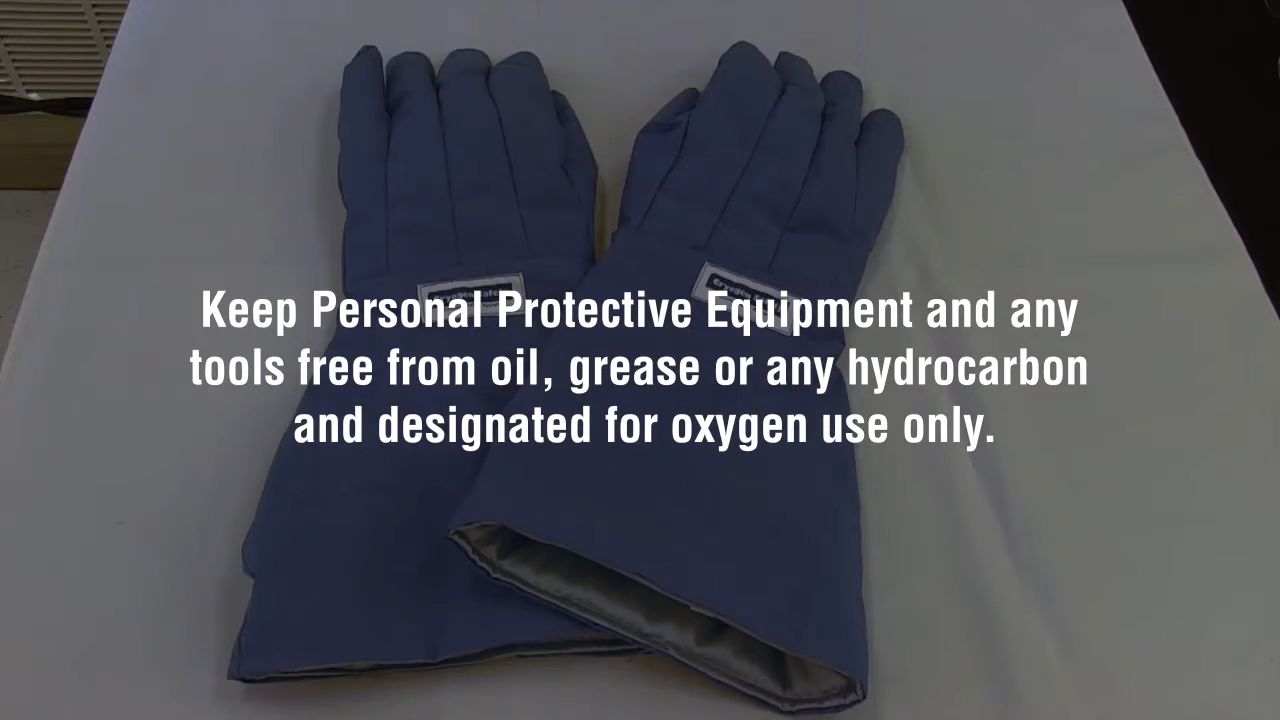 Keep Personal Protective Equipment and any
tools free from oil, grease or any hydrocarbon
and designated for oxygen use only.